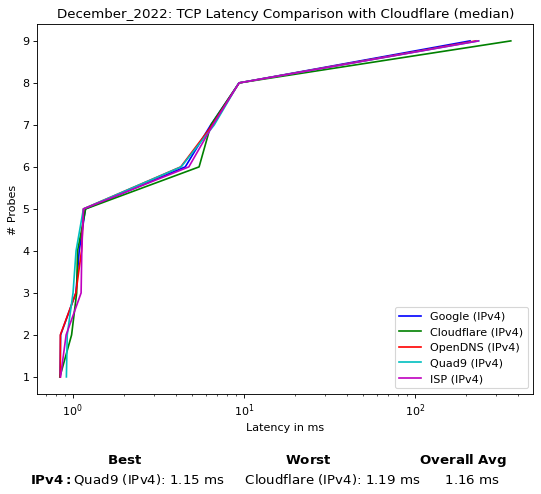 December_2022: TCP Latency Comparison with Cloudflare (median)
# Probes
9
8
7
6
5
4
3
2
1
10^0
10^1
10^2
Latency in ms
Google (IPv4)
Cloudflare (IPv4)
OpenDNS (IPv4)
Quad9 (IPv4)
ISP (IPv4)
Best Worst Overall Avg
IPv4: Quad9 (IPv4): 1.15 ms Cloudflare (IPv4): 1.19 ms 1.16 ms